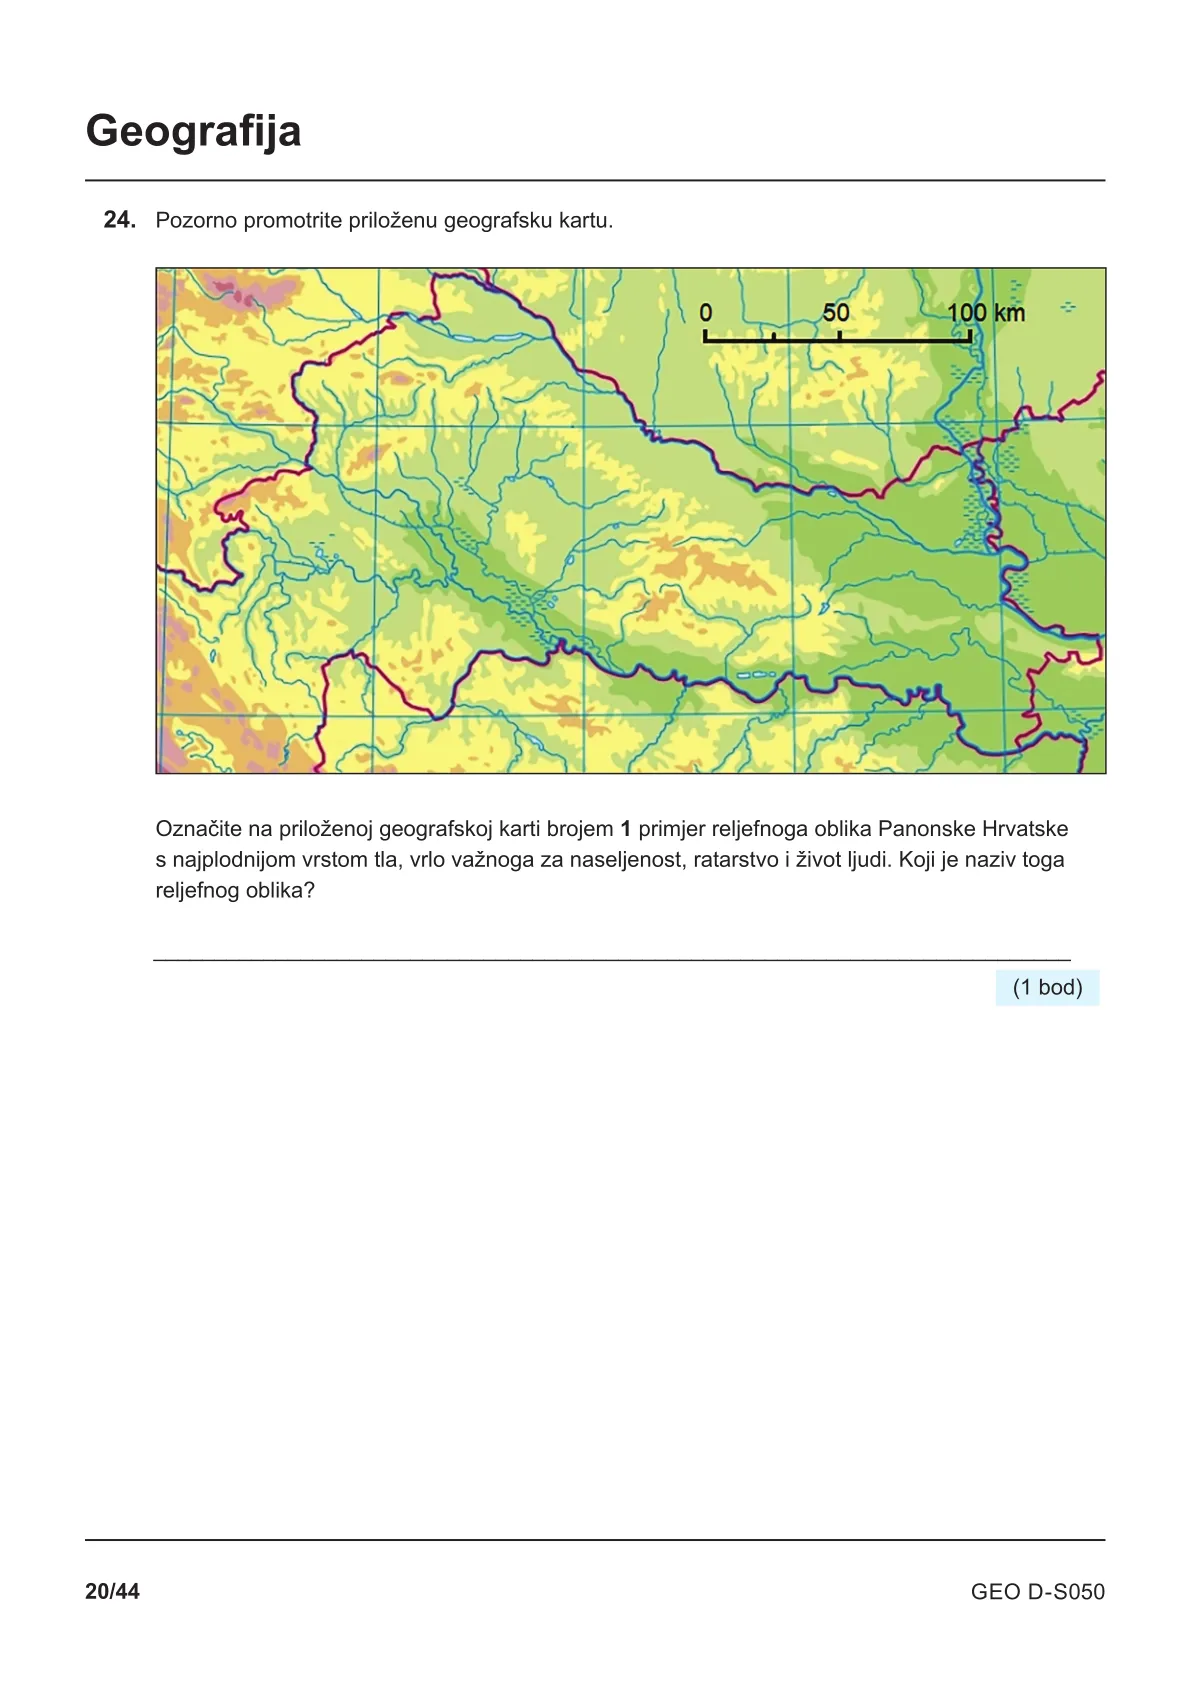 Geografija
24. Pozorno promotrite priloženu geografsku kartu.
0 50 100 km
Označite na priloženoj geografskoj karti brojem 1 primjer reljefnoga oblika Panonske Hrvatske
s najplodnijom vrstom tla, vrlo važnoga za naseljenost, ratarstvo i život ljudi. Koji je naziv toga
reljefnog oblika?
(1 bod)
20/44 GEO D-S050